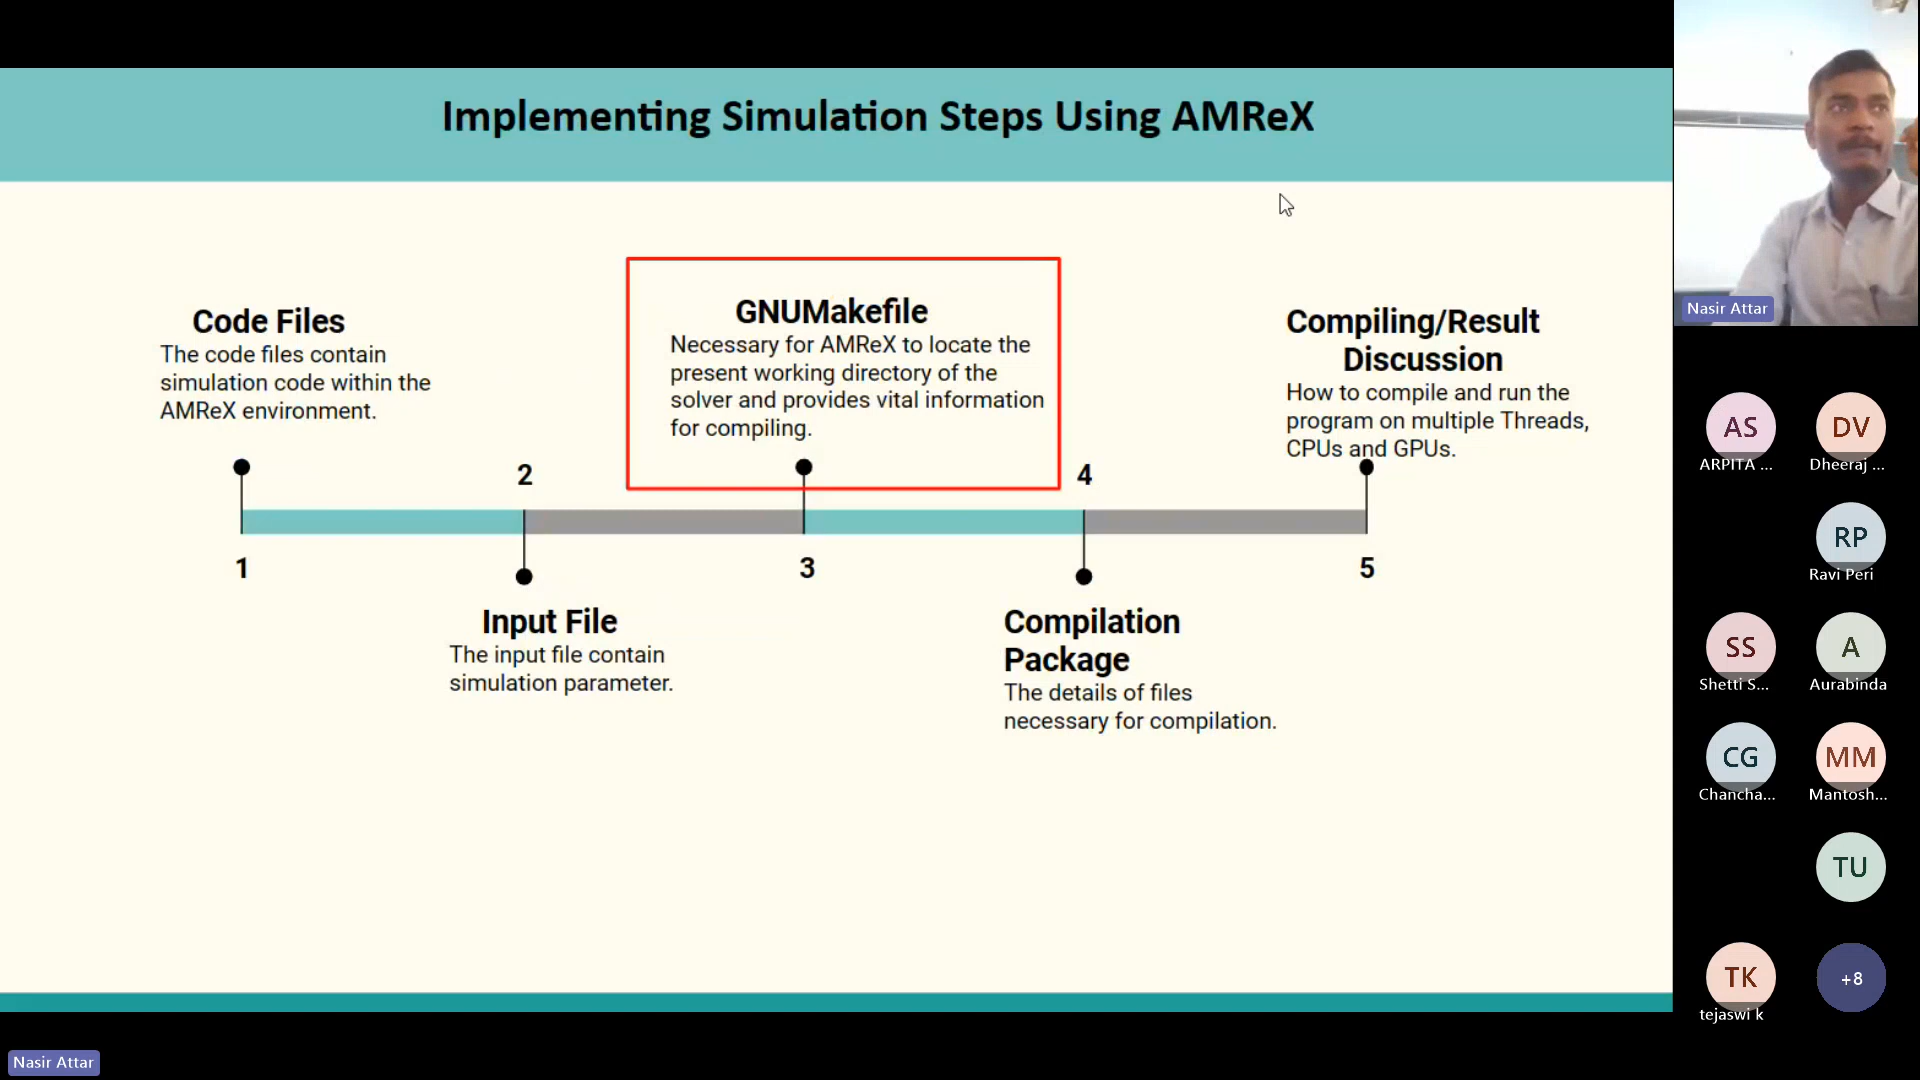 Implementing Simulation Steps Using AMReX
Code Files
The code files contain
simulation code within the
AMReX environment.
GNUMakefile
Necessary for AMReX to locate the
present working directory of the
solver and provides vital information
for compiling.
Compiling/Result
Discussion
How to compile and run the
program on multiple Threads,
CPUs and GPUs.
2
4
1
3
5
Input File
The input file contain
simulation parameter.
Compilation
Package
The details of files
necessary for compilation.
Nasir Attar
AS
ARPITA ...
DV
Dheeraj ...
RP
Ravi Peri
SS
Shetti S...
A
Aurabinda
CG
Chancha...
MM
Mantosh...
TU
TK
tejaswi k
+8
Nasir Attar